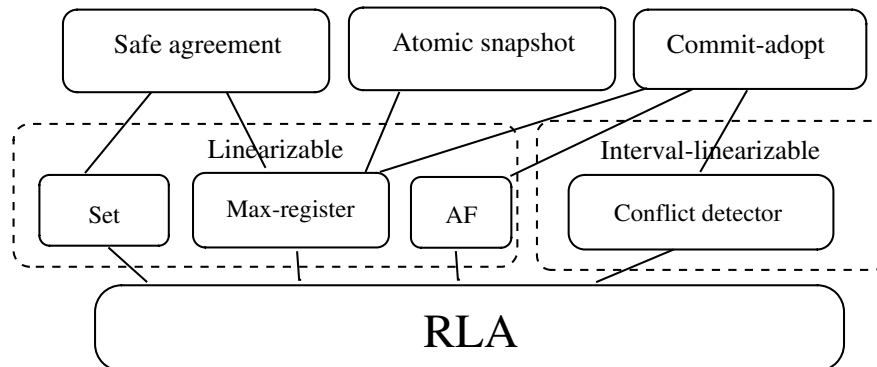 Safe agreement
Atomic snapshot
Commit-adopt
Linearizable
Interval-linearizable
Set
Max-register
AF
Conflict detector
RLA